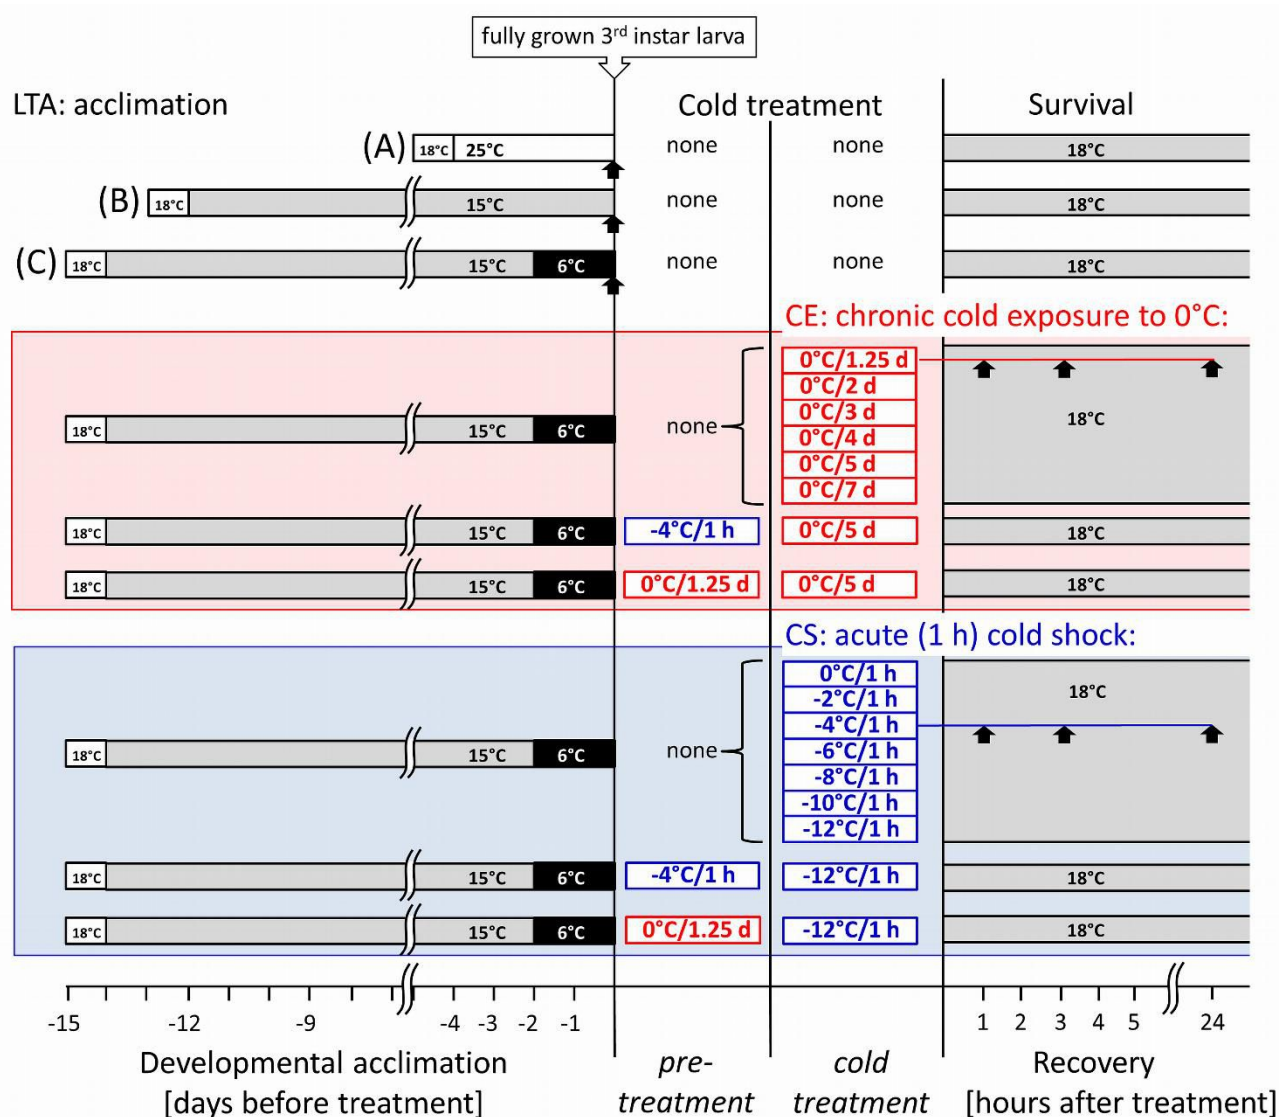 fully grown 3rd instar larva
LTA: acclimation
Cold treatment
Survival
(A)
18°C
25°C
none
none
18°C
(B)
18°C
15°C
none
none
18°C
(C)
18°C
15°C
6°C
none
none
18°C
CE: chronic cold exposure to 0°C:
0°C/1.25 d
0°C/2 d
0°C/3 d
0°C/4 d
0°C/5 d
0°C/7 d
18°C
15°C
6°C
none
18°C
18°C
15°C
6°C
-4°C/1 h
0°C/5 d
18°C
18°C
15°C
6°C
0°C/1.25 d
0°C/5 d
18°C
CS: acute (1 h) cold shock:
0°C/1 h
-2°C/1 h
-4°C/1 h
-6°C/1 h
-8°C/1 h
-10°C/1 h
-12°C/1 h
18°C
18°C
15°C
6°C
none
18°C
15°C
6°C
-4°C/1 h
-12°C/1 h
18°C
18°C
15°C
6°C
0°C/1.25 d
-12°C/1 h
18°C
-15 -12 -9 -4 -3 -2 -1
1 2 3 4 5 24
Developmental acclimation
[days before treatment]
pre-
treatment
cold
treatment
Recovery
[hours after treatment]